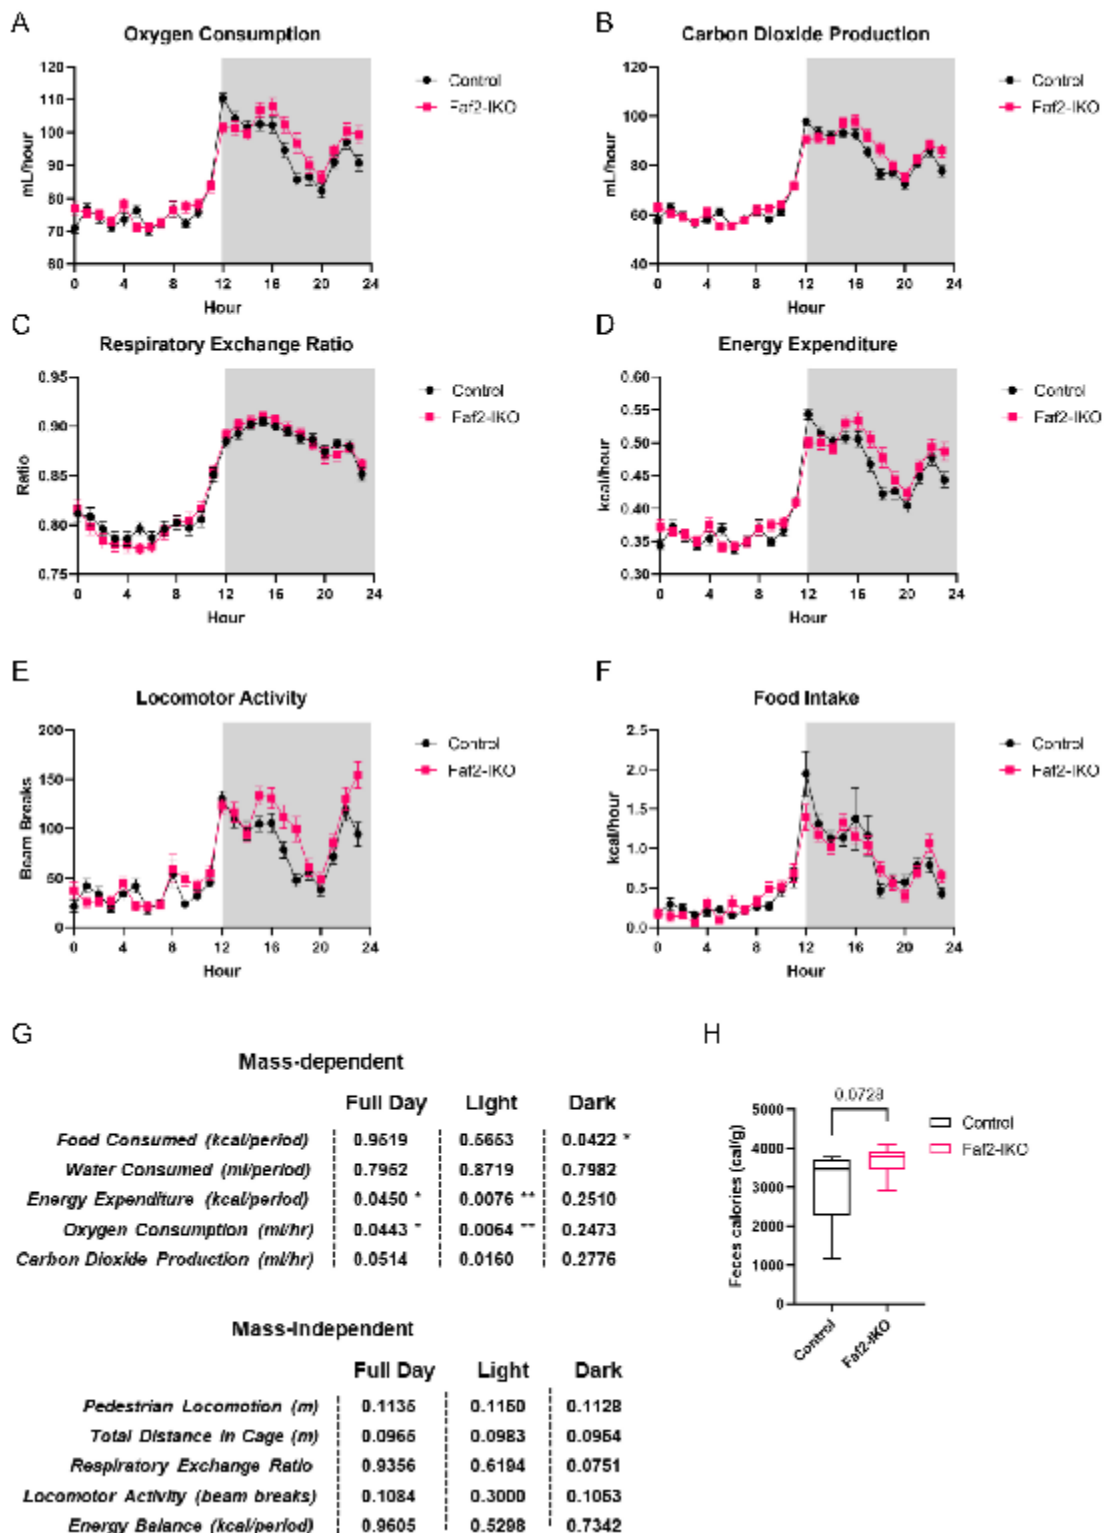 A
Oxygen Consumption
120
110
100
90
80
70
60
mL/hour
0 4 8 12 16 20 24
Hour
Control
Faf2-IKO
B
Carbon Dioxide Production
120
100
80
60
40
mL/hour
0 4 8 12 16 20 24
Hour
Control
Faf2-IKO
C
Respiratory Exchange Ratio
0.95
0.90
0.85
0.80
0.75
Ratio
0 4 8 12 16 20 24
Hour
Control
Faf2-IKO
D
Energy Expenditure
0.60
0.55
0.50
0.45
0.40
0.35
0.30
kcal/hour
0 4 8 12 16 20 24
Hour
Control
Faf2-IKO
E
Locomotor Activity
200
150
100
50
0
Beam Breaks
0 4 8 12 16 20 24
Hour
Control
Faf2-IKO
F
Food Intake
2.5
2.0
1.5
1.0
0.5
0.0
kcal/hour
0 4 8 12 16 20 24
Hour
Control
Faf2-IKO
G
Mass-dependent
Full Day Light Dark
Food Consumed (kcal/period) 0.9519 0.5653 0.0422 *
Water Consumed (ml/period) 0.7952 0.8719 0.7982
Energy Expenditure (kcal/period) 0.0450 * 0.0076 ** 0.2510
Oxygen Consumption (ml/hr) 0.0443 * 0.0064 ** 0.2473
Carbon Dioxide Production (ml/hr) 0.0514 0.0160 0.2776
Mass-Independent
Full Day Light Dark
Pedestrian Locomotion (m) 0.1135 0.1150 0.1128
Total Distance in Cage (m) 0.0965 0.0983 0.0954
Respiratory Exchange Ratio 0.9356 0.6194 0.0751
Locomotor Activity (beam breaks) 0.1084 0.3000 0.1053
Energy Balance (kcal/period) 0.9605 0.5298 0.7342
H
0.0728
5000
4000
3000
2000
1000
0
Feces calories (cal/g)
Control
Faf2-IKO
Control
Faf2-IKO